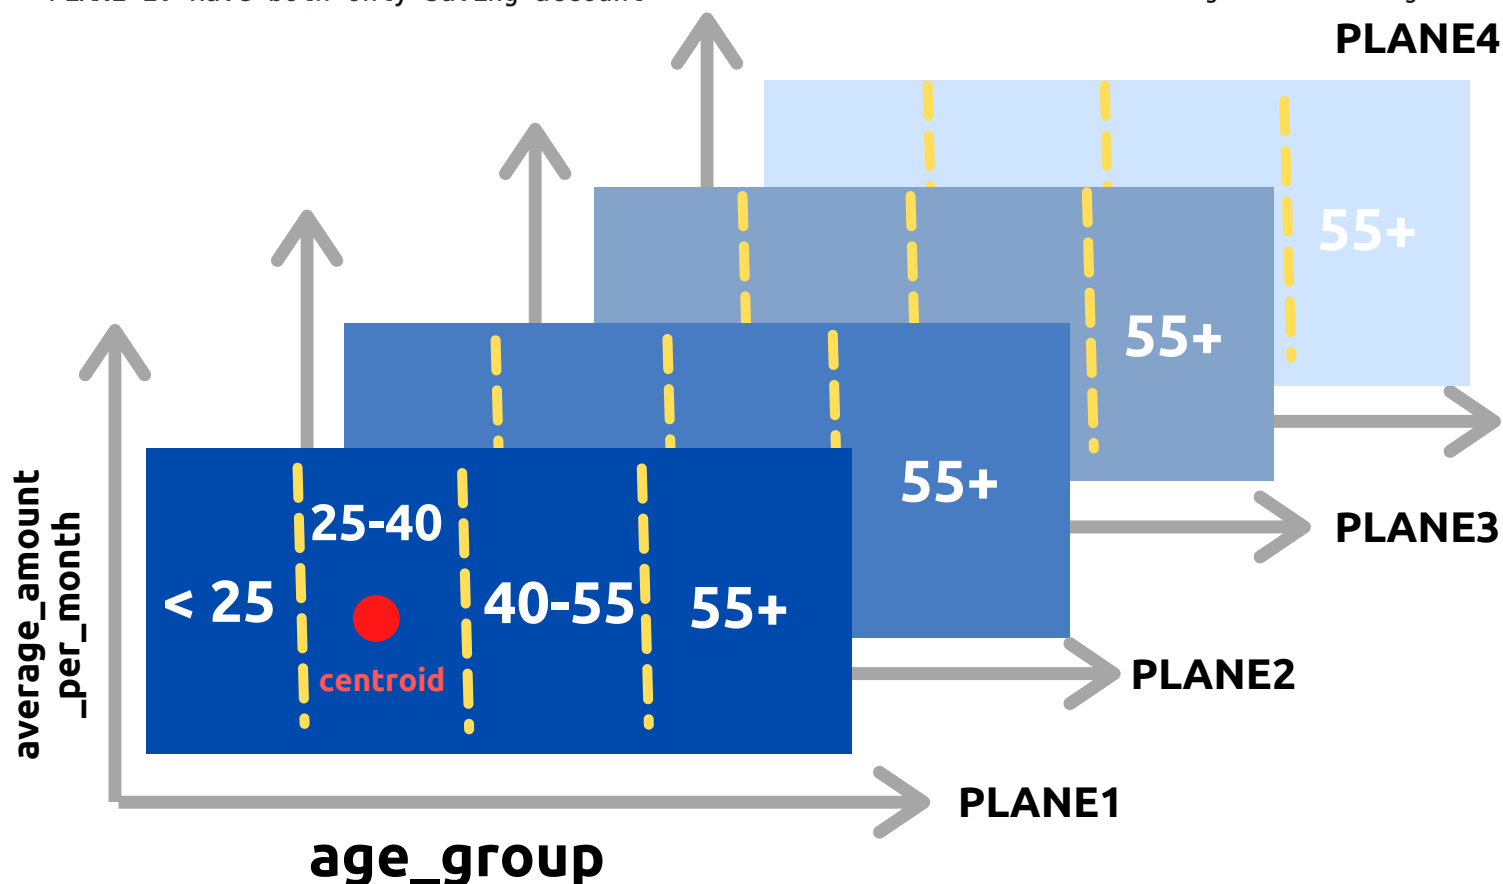 PLANE4
55+
55+
PLANE3
55+
PLANE2
25-40
< 25
40-55
55+
centroid
average_amount
_per_month
PLANE1
age_group